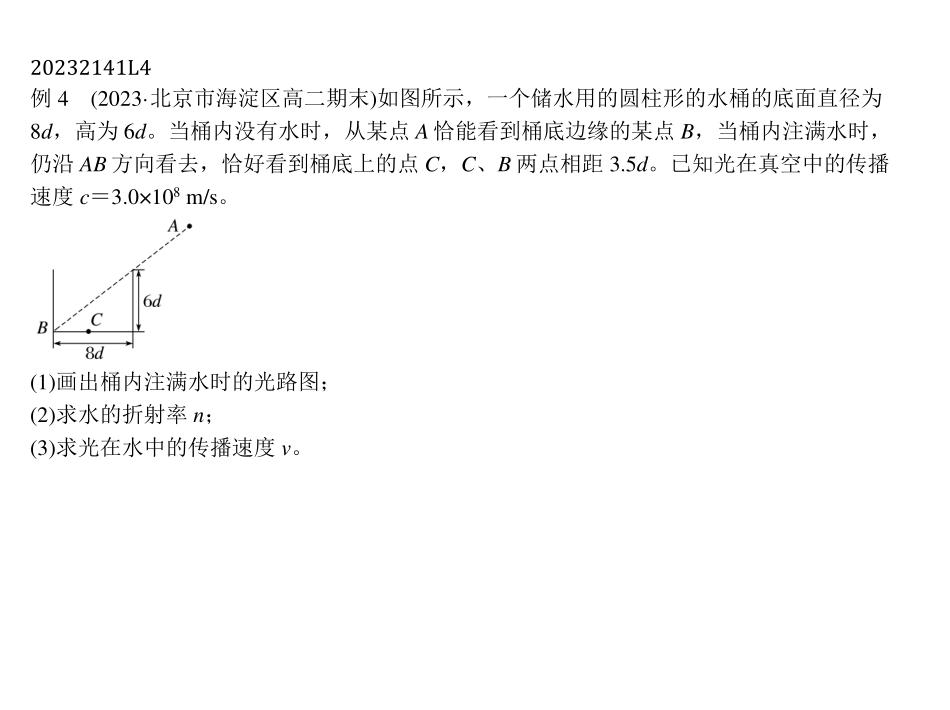 20232141L4
例 4　(2023·北京市海淀区高二期末)如图所示，一个储水用的圆柱形的水桶的底面直径为
8d，高为 6d。当桶内没有水时，从某点 A 恰能看到桶底边缘的某点 B，当桶内注满水时，
仍沿 AB 方向看去，恰好看到桶底上的点 C，C、B 两点相距 3.5d。已知光在真空中的传播
速度 c＝3.0×10⁸ m/s。
A
6d
B
C
8d
(1)画出桶内注满水时的光路图；
(2)求水的折射率 n；
(3)求光在水中的传播速度 v。